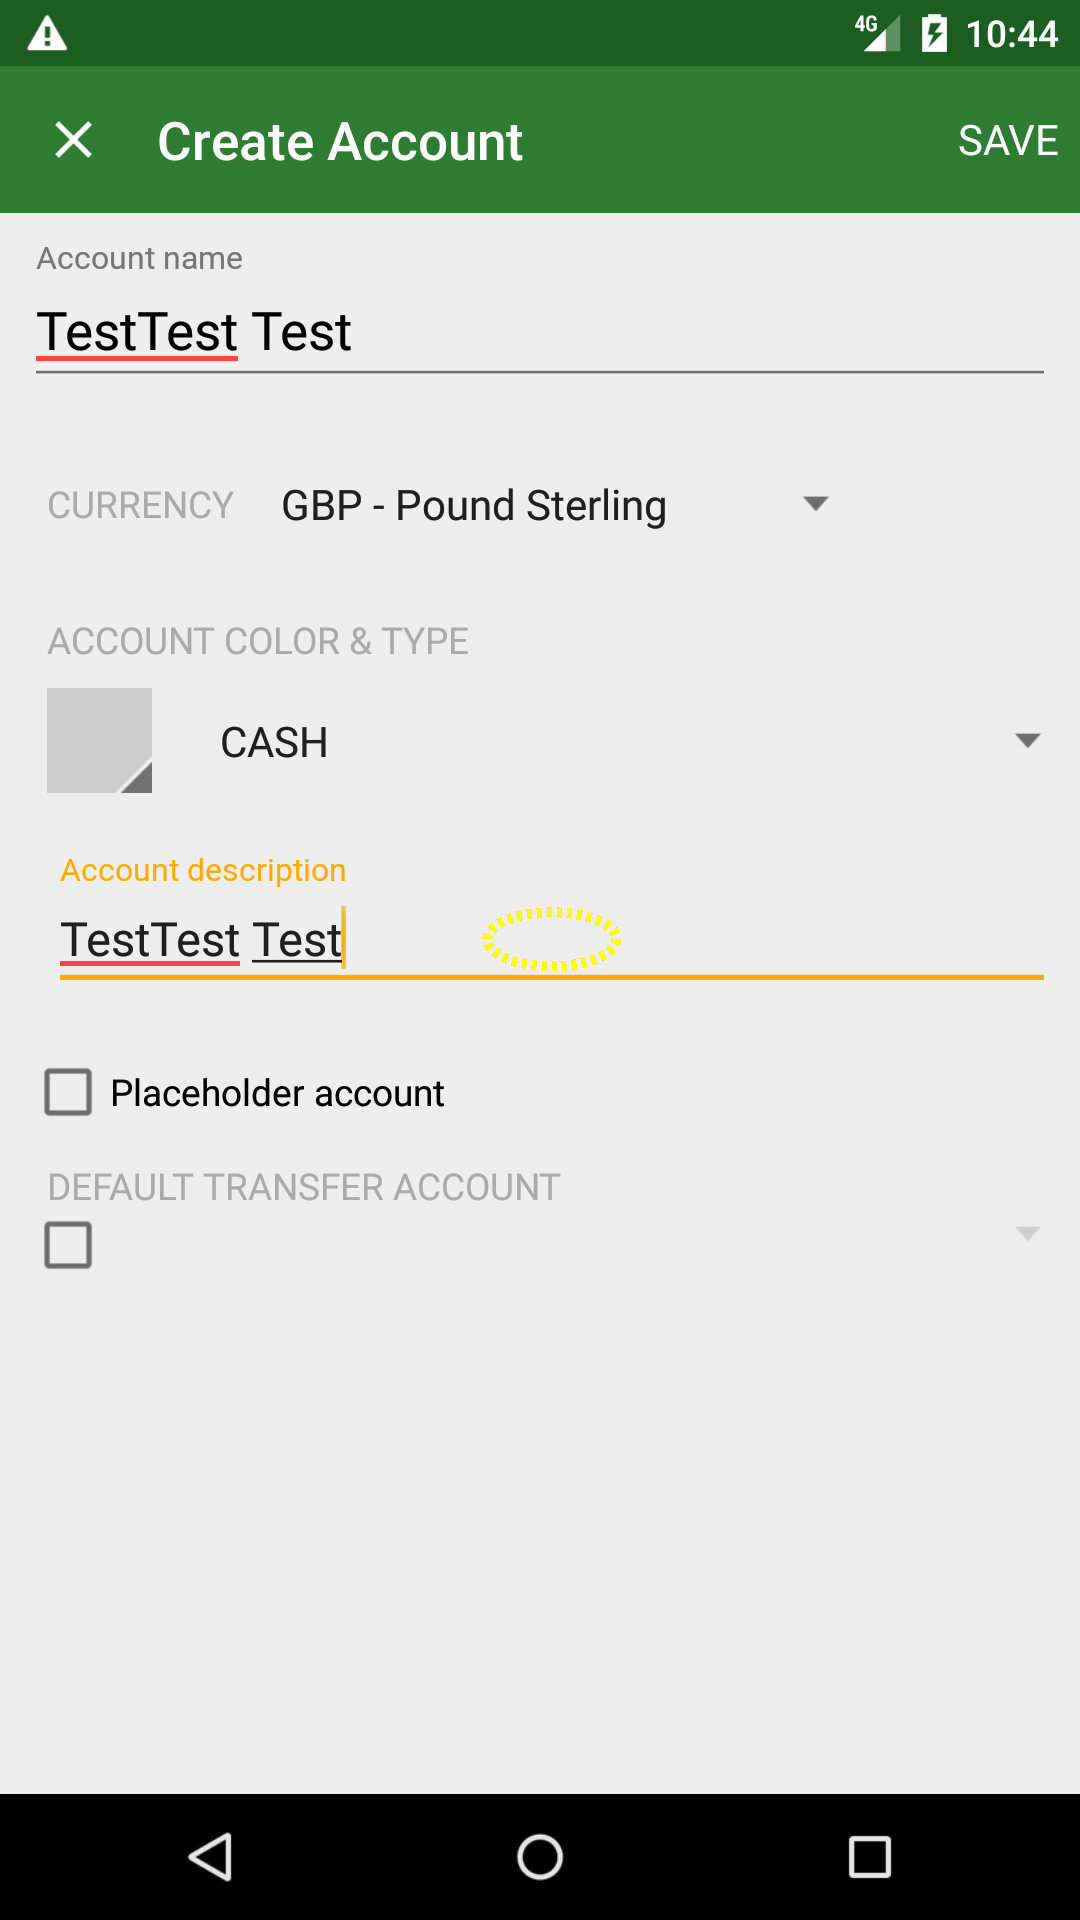 4G 10:44
Create Account SAVE
Account name
TestTest Test
CURRENCY GBP - Pound Sterling
ACCOUNT COLOR & TYPE
CASH
Account description
TestTest Test
Placeholder account
DEFAULT TRANSFER ACCOUNT